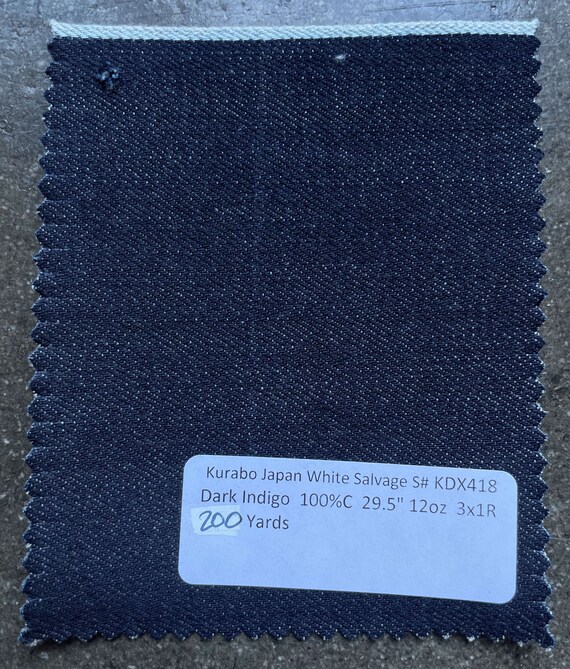 Kurabo Japan White Salvage S# KDX418
Dark Indigo 100%C 29.5" 12oz 3x1R
200 Yards